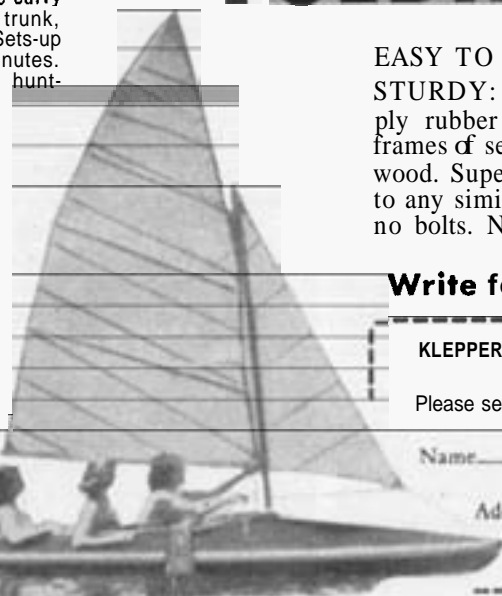 carry
trunk,
Sets-up
nutes.
hunt-
EASY TO
STURDY:
ply rubber
frames of se
wood. Supe
to any simi
no bolts. N
Write f
KLEPPER
Please se
Name
Ad